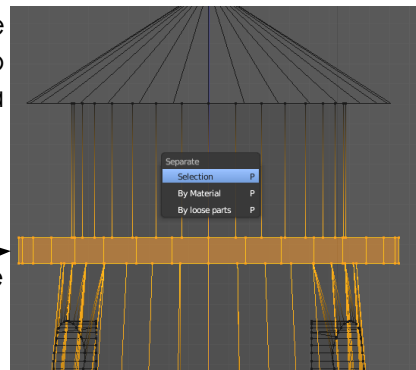 e
o
a
Separate
Selection P
By Material P
By loose parts P
e